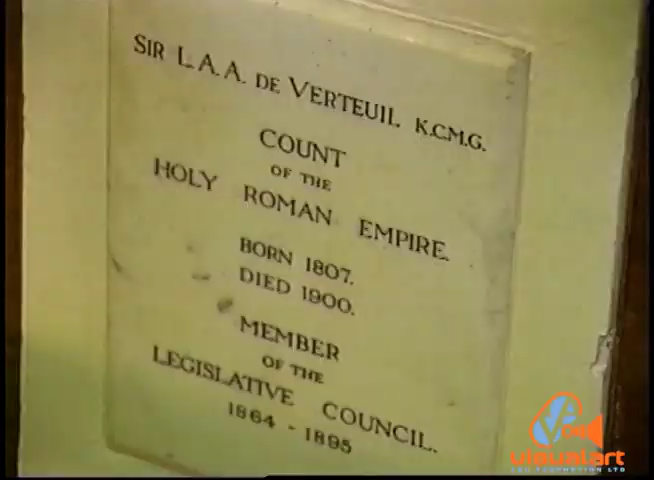 SIR L. A. A. DE VERTEUIL K.C.M.G.
COUNT
OF THE
HOLY ROMAN EMPIRE.
BORN 1807.
DIED 1900.
MEMBER
OF THE
LEGISLATIVE COUNCIL.
1864 - 1895
visualart